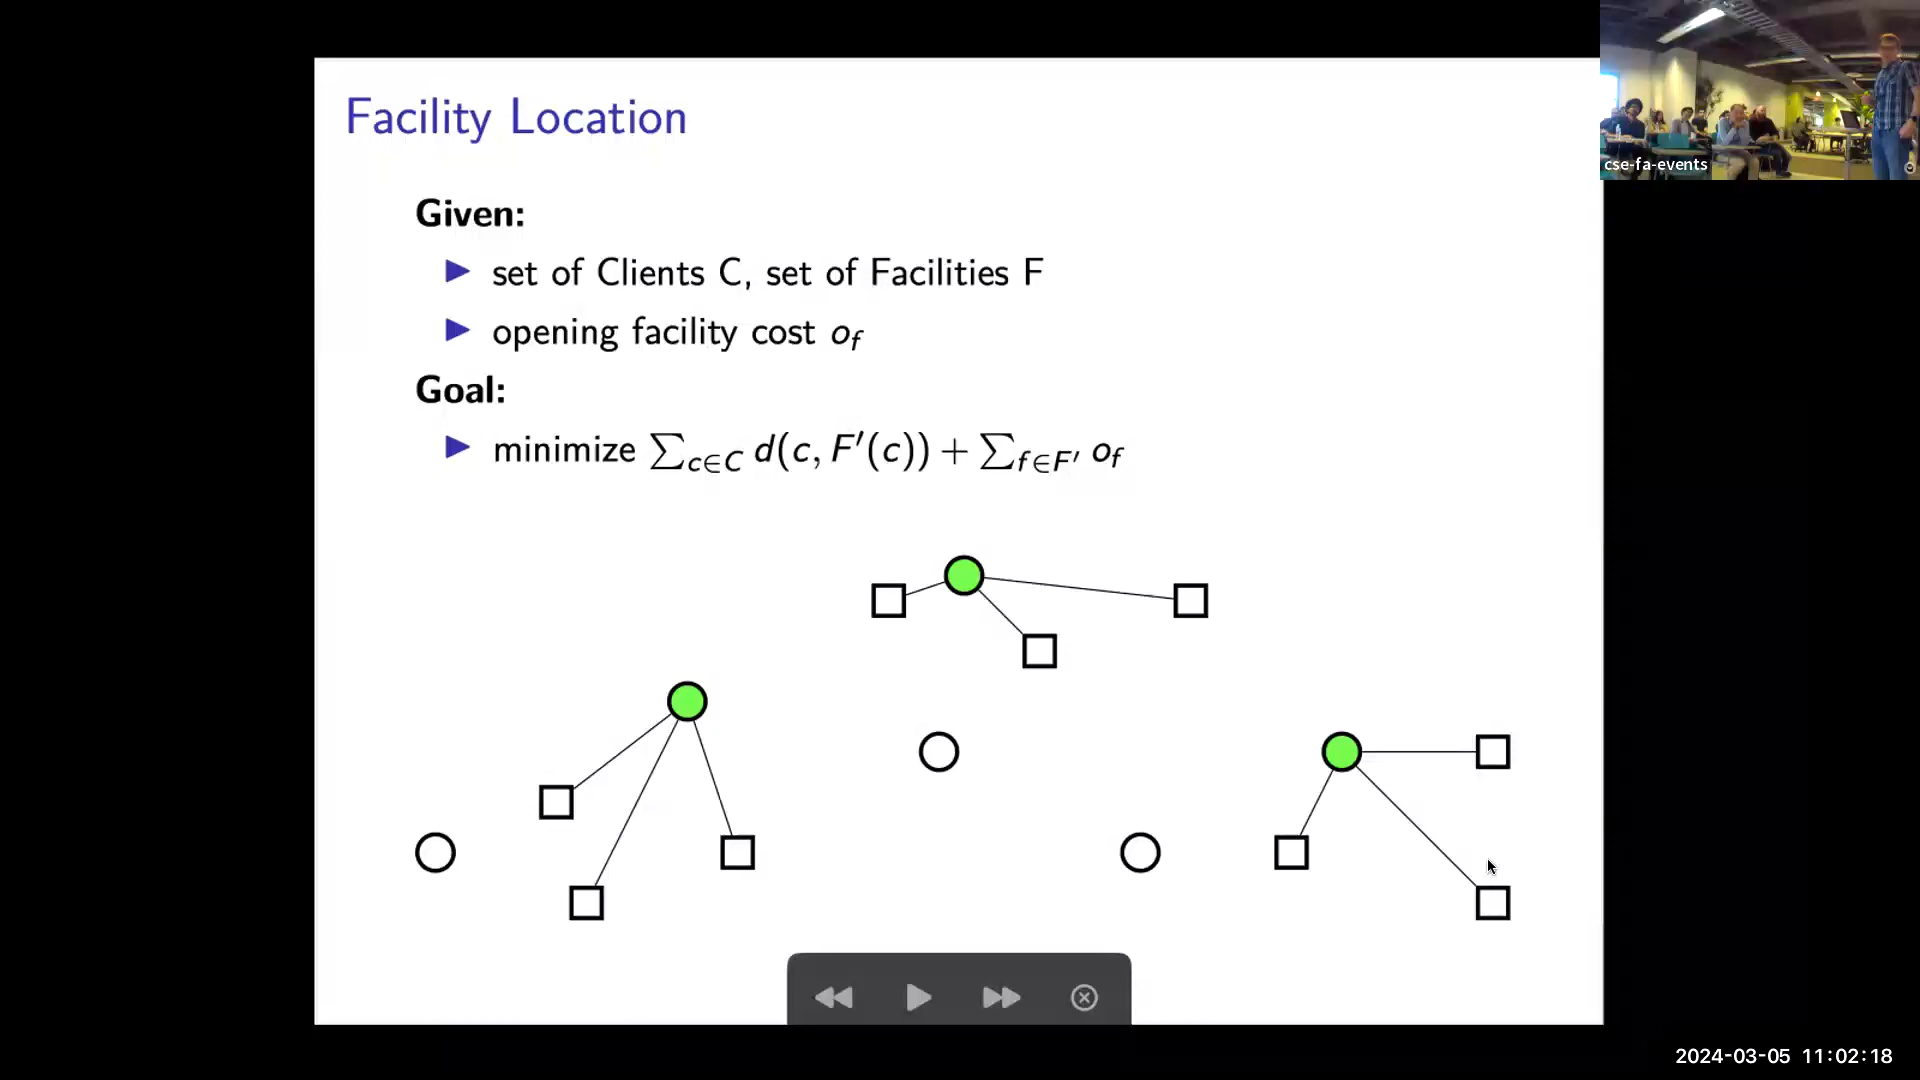 Facility Location
Given:
▶ set of Clients C, set of Facilities F
▶ opening facility cost o_f
Goal:
▶ minimize ∑_{c∈C} d(c, F′(c)) + ∑_{f∈F′} o_f
cse-fa-events
2024-03-05 11:02:18